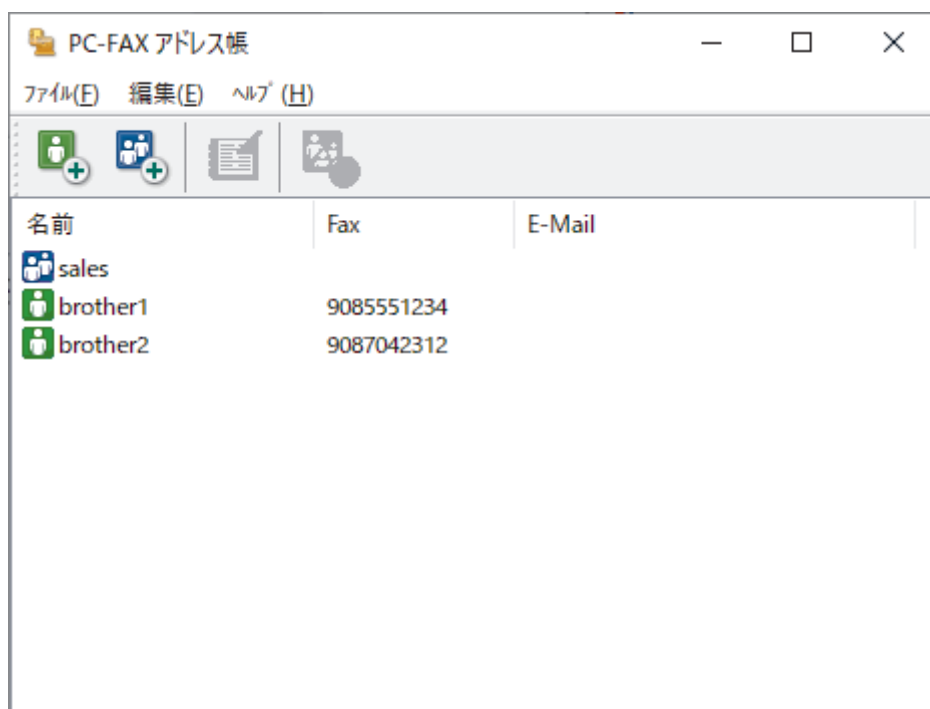 PC-FAX アドレス帳
ファイル(F) 編集(E) ヘルプ(H)
名前 Fax E-Mail
sales
brother1 9085551234
brother2 9087042312